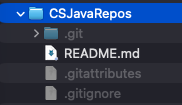 CSJavaRepos
.git
README.md
.gitattributes
.gitignore